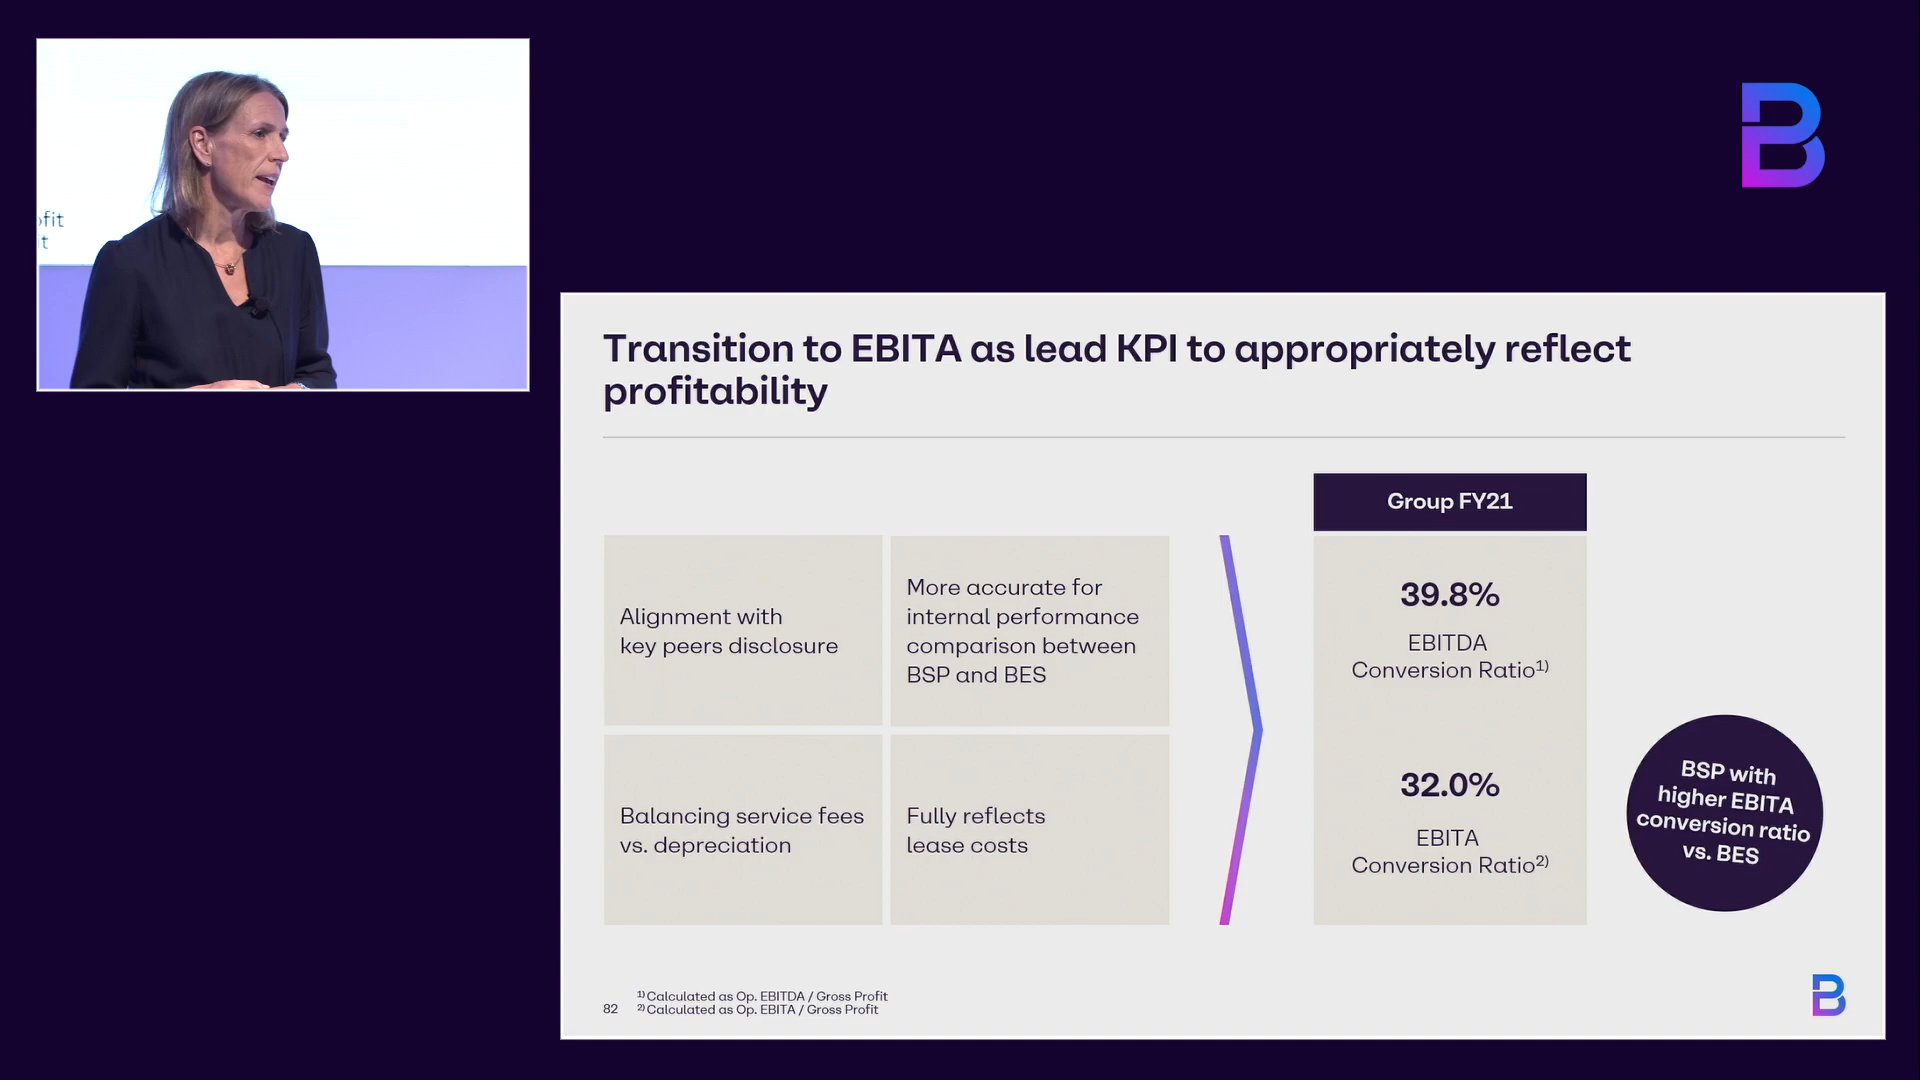 Transition to EBITA as lead KPI to appropriately reflect
profitability
Alignment with
key peers disclosure
More accurate for
internal performance
comparison between
BSP and BES
Balancing service fees
vs. depreciation
Fully reflects
lease costs
Group FY21
39.8%
EBITDA
Conversion Ratio¹⁾
32.0%
EBITA
Conversion Ratio²⁾
BSP with
higher EBITA
conversion ratio
vs. BES
82
¹⁾ Calculated as Op. EBITDA / Gross Profit
²⁾ Calculated as Op. EBITA / Gross Profit